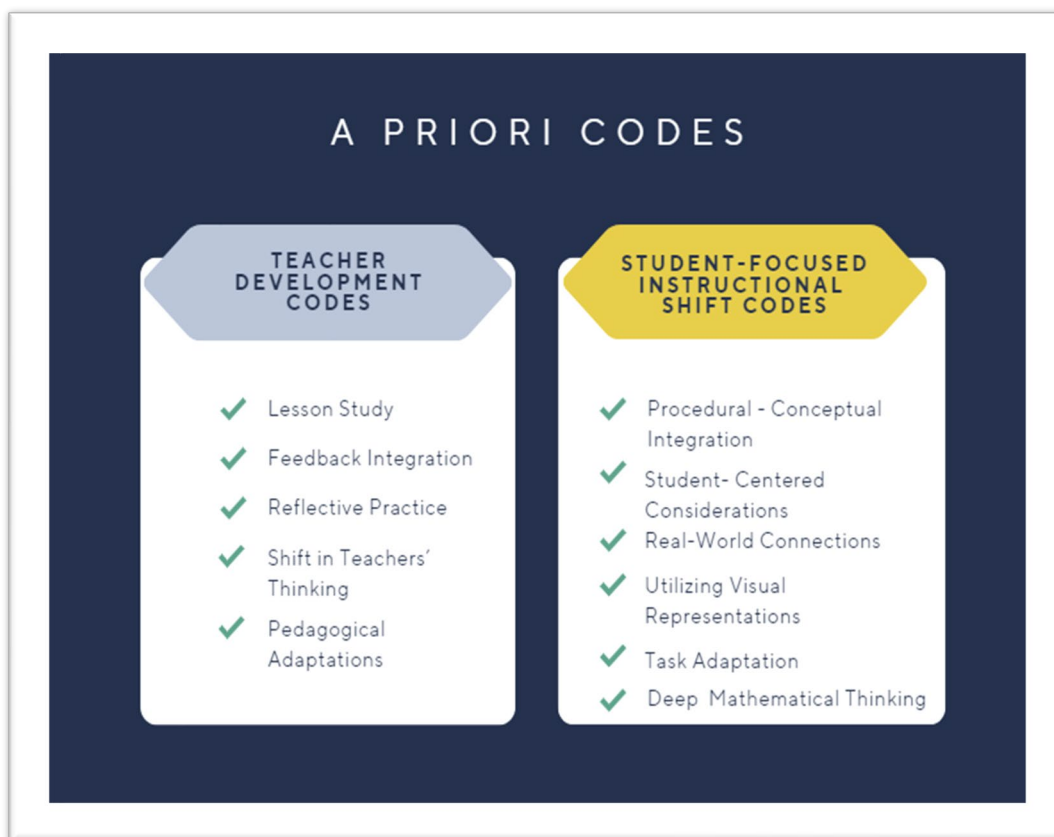 A PRIORI CODES
TEACHER
DEVELOPMENT
CODES
Lesson Study
Feedback Integration
Reflective Practice
Shift in Teachers’
Thinking
Pedagogical
Adaptations
STUDENT-FOCUSED
INSTRUCTIONAL
SHIFT CODES
Procedural - Conceptual
Integration
Student- Centered
Considerations
Real-World Connections
Utilizing Visual
Representations
Task Adaptation
Deep Mathematical Thinking